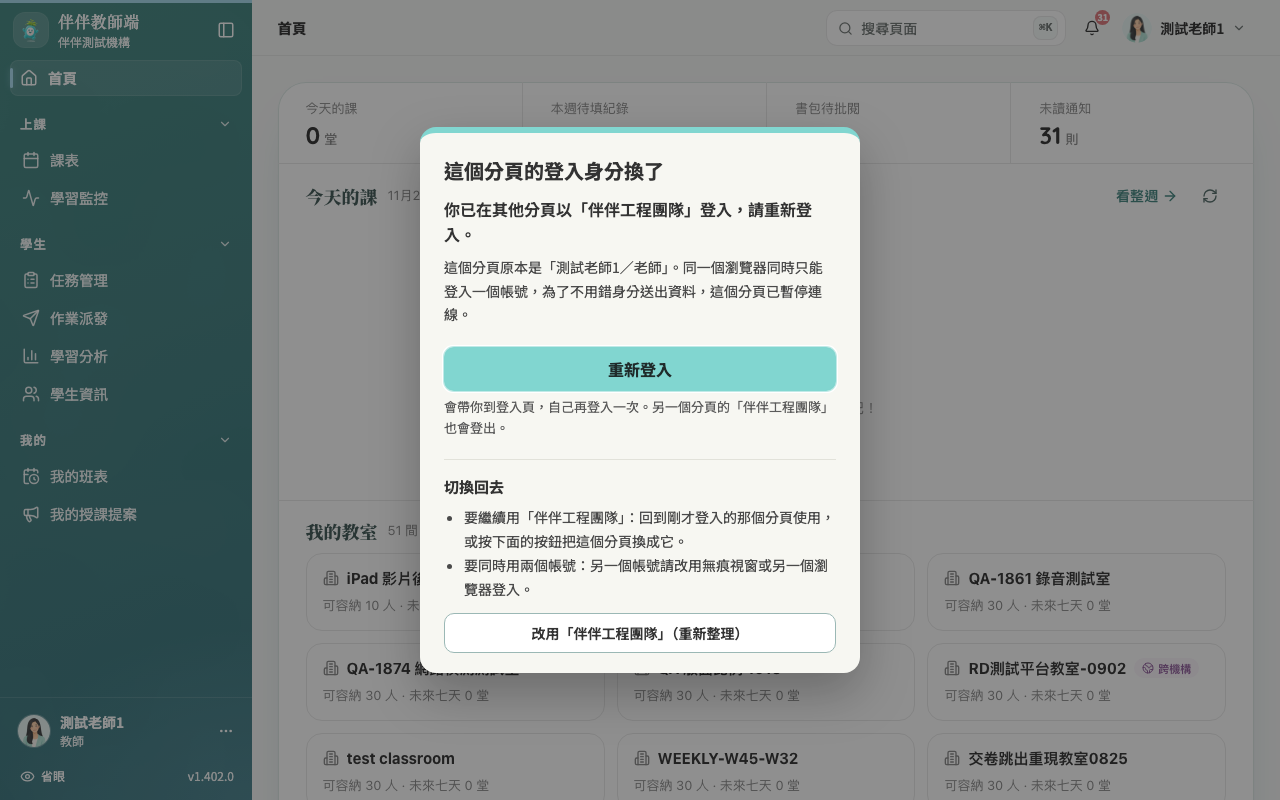 伴伴教師端
伴伴測試機構
首頁
上課
課表
學習監控
學生
任務管理
作業派發
學習分析
學生資訊
我的
我的班表
我的授課提案
測試老師1
教師
省眼
v1.402.0
首頁
搜尋頁面
⌘K
31
測試老師1
今天的課
0 堂
本週待填紀錄
書包待批閱
未讀通知
31 則
今天的課 11月2
看整週
這個分頁的登入身分換了
你已在其他分頁以「伴伴工程團隊」登入，請重新登
入。
這個分頁原本是「測試老師1／老師」。同一個瀏覽器同時只能
登入一個帳號，為了不用錯身分送出資料，這個分頁已暫停連
線。
重新登入
會帶你到登入頁，自己再登入一次。另一個分頁的「伴伴工程團隊」
也會登出。
切換回去
要繼續用「伴伴工程團隊」：回到剛才登入的那個分頁使用，
或按下面的按鈕把這個分頁換成它。
要同時用兩個帳號：另一個帳號請改用無痕視窗或另一個瀏
覽器登入。
改用「伴伴工程團隊」（重新整理）
我的教室 51 間
iPad 影片
可容納 10 人 · 未
QA-1861 錄音測試室
可容納 30 人 · 未來七天 0 堂
QA-1874
可容納 30 人 · 未來七天 0 堂
可容納 30 人 · 未來七天 0 堂
RD測試平台教室-0902 跨機構
可容納 30 人 · 未來七天 0 堂
test classroom
可容納 30 人 · 未來七天 0 堂
WEEKLY-W45-W32
可容納 30 人 · 未來七天 0 堂
交卷跳出重現教室0825
可容納 30 人 · 未來七天 0 堂